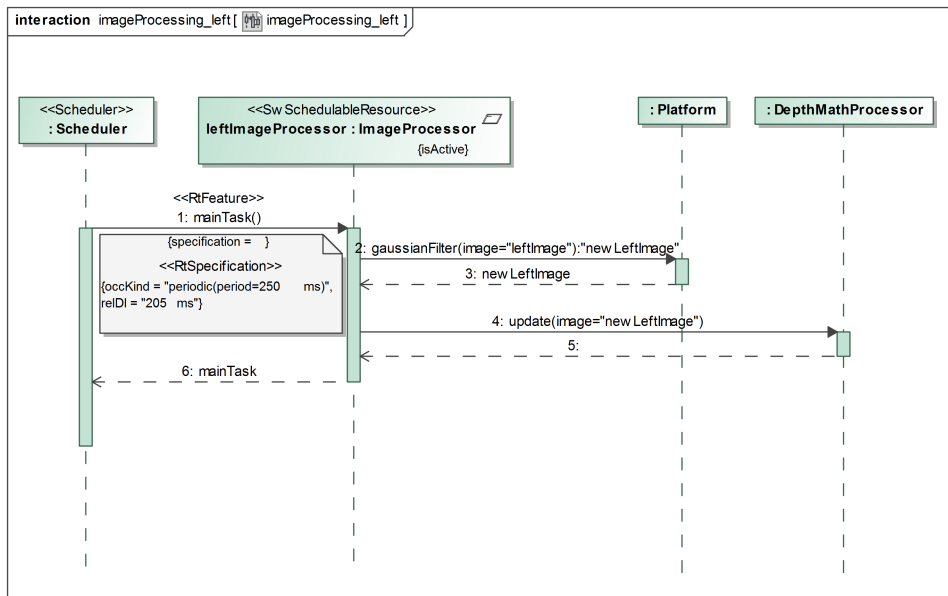 interaction imageProcessing_left[ imageProcessing_left ]
<<Scheduler>>
: Scheduler
<<Sw SchedulableResource>>
leftImageProcessor : ImageProcessor
{isActive}
: Platform
: DepthMathProcessor
<<RtFeature>>
1: mainTask()
{specification = }
<<RtSpecification>>
{occKind = "periodic(period=250 ms)",
relDl = "205 ms"}
2: gaussianFilter(image="leftImage"):"new LeftImage"
3: new LeftImage
4: update(image="new LeftImage")
5:
6: mainTask